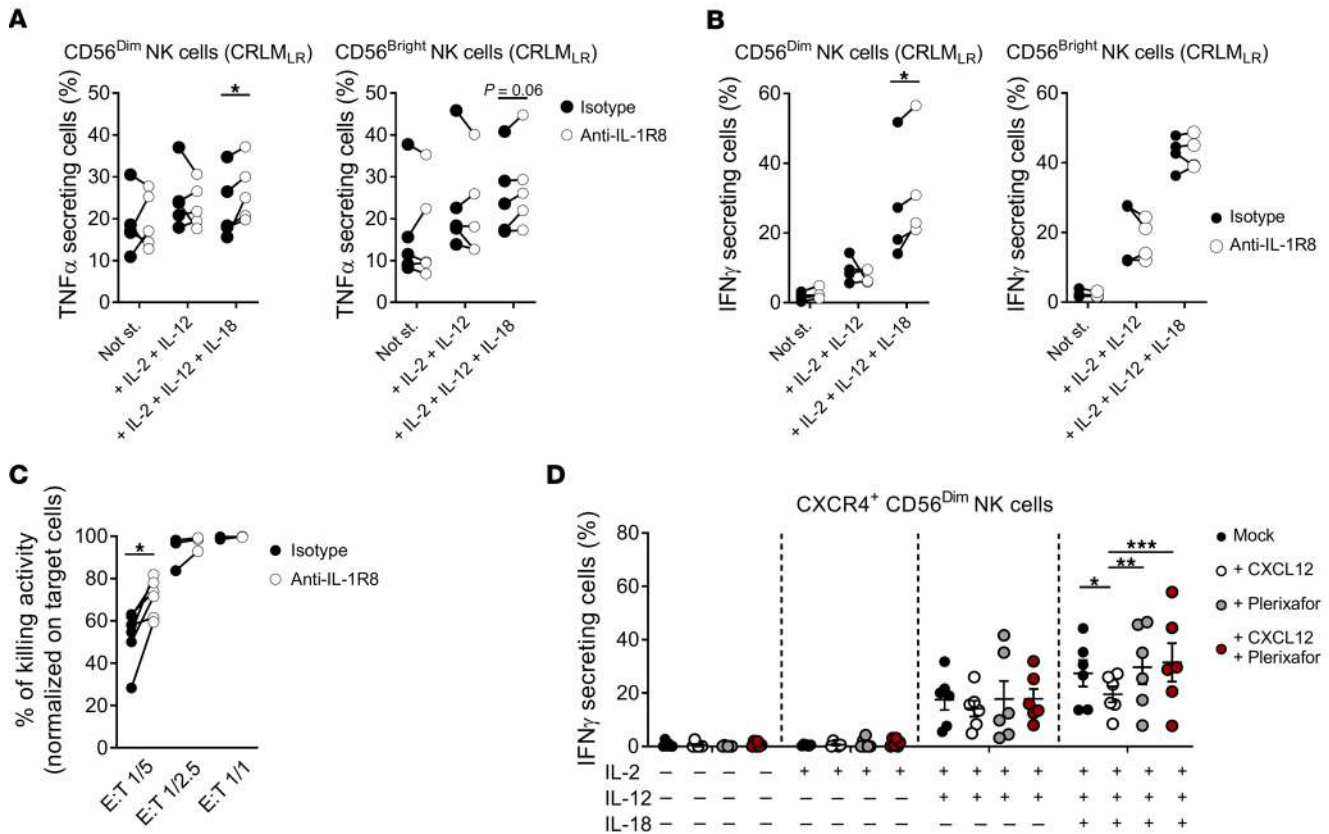 A
CD56Dim NK cells (CRLMLR)
TNFα secreting cells (%)
50
40
30
20
10
0
*
Not st.
+ IL-2 + IL-12
+ IL-2 + IL-12 + IL-18
CD56Bright NK cells (CRLMLR)
TNFα secreting cells (%)
50
40
30
20
10
0
P = 0.06
Not st.
+ IL-2 + IL-12
+ IL-2 + IL-12 + IL-18
Isotype
Anti-IL-1R8
B
CD56Dim NK cells (CRLMLR)
IFNγ secreting cells (%)
60
40
20
0
*
Not st.
+ IL-2 + IL-12
+ IL-2 + IL-12 + IL-18
CD56Bright NK cells (CRLMLR)
IFNγ secreting cells (%)
60
40
20
0
Not st.
+ IL-2 + IL-12
+ IL-2 + IL-12 + IL-18
Isotype
Anti-IL-1R8
C
% of killing activity
(normalized on target cells)
100
80
60
40
20
0
*
E:T 1/5
E:T 1/2.5
E:T 1/1
Isotype
Anti-IL-1R8
D
CXCR4+ CD56Dim NK cells
IFNγ secreting cells (%)
80
60
40
20
0
* ** ***
Mock
+ CXCL12
+ Plerixafor
+ CXCL12
+ Plerixafor
IL-2 – – – – + + + + + + + + + + + +
IL-12 – – – – – – – – + + + + + + + +
IL-18 – – – – – – – – – – – – + + + +